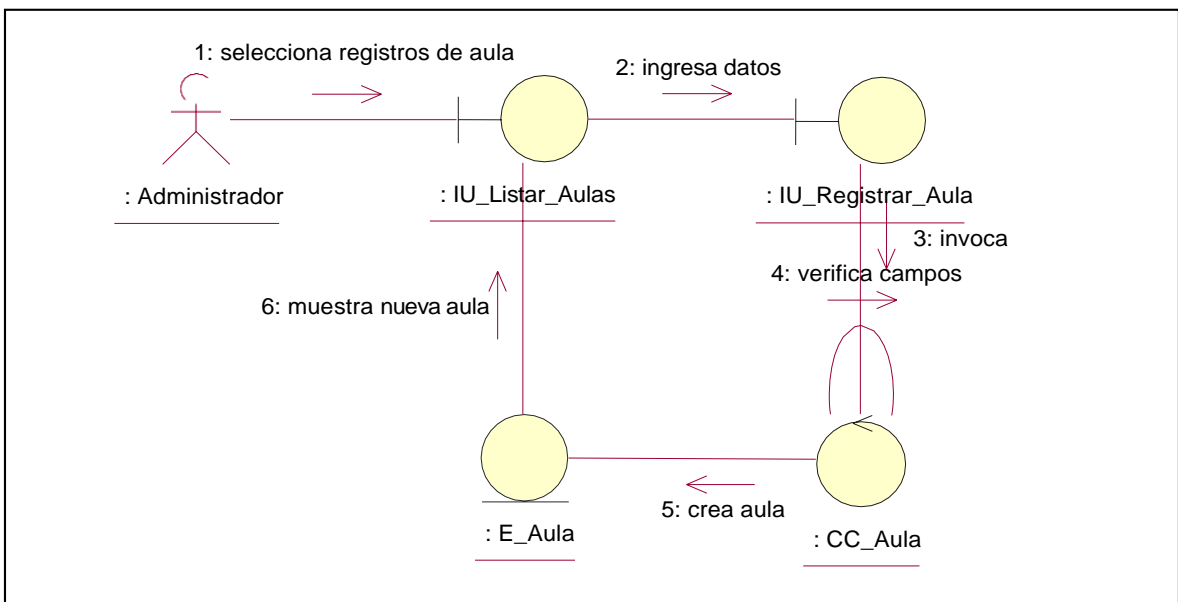 1: selecciona registros de aula
2: ingresa datos
: Administrador
: IU_Listar_Aulas
: IU_Registrar_Aula
3: invoca
4: verifica campos
6: muestra nueva aula
5: crea aula
: E_Aula
: CC_Aula